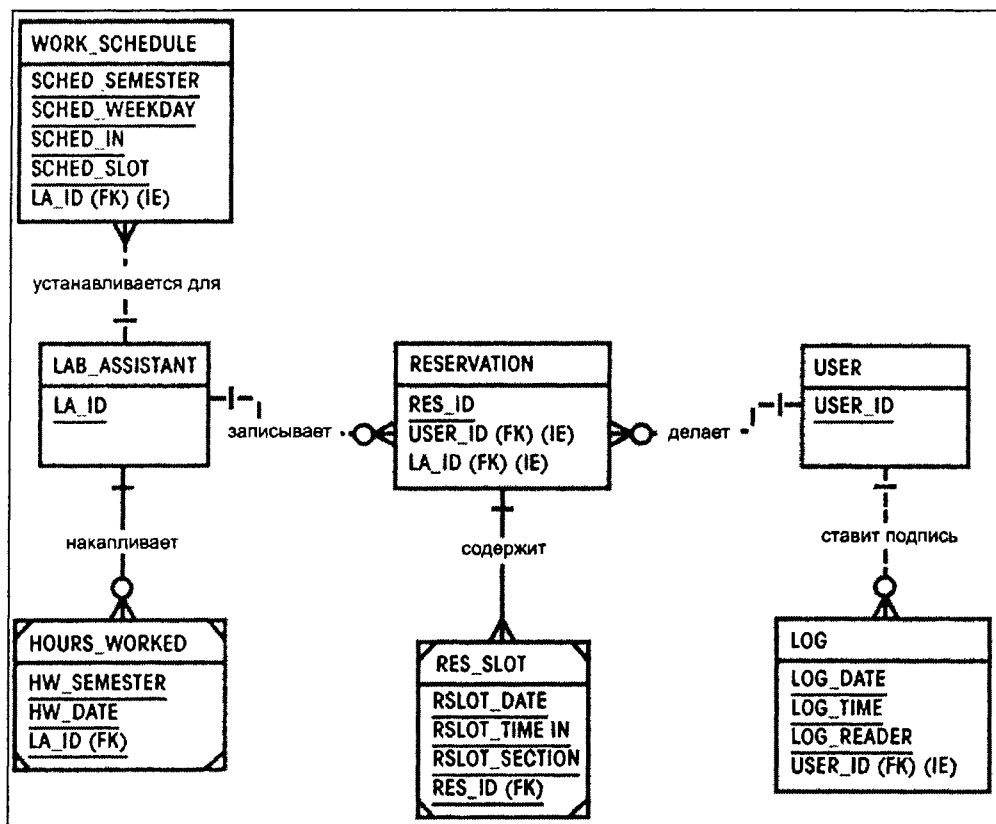 WORK_SCHEDULE
SCHED_SEMESTER
SCHED_WEEKDAY
SCHED_IN
SCHED_SLOT
LA_ID (FK) (IE)
устанавливается для
LAB_ASSISTANT
LA_ID
записывает
RESERVATION
RES_ID
USER_ID (FK) (IE)
LA_ID (FK) (IE)
делает
USER
USER_ID
накапливает
содержит
ставит подпись
HOURS_WORKED
HW_SEMESTER
HW_DATE
LA_ID (FK)
RES_SLOT
RSLOT_DATE
RSLOT_TIME IN
RSLOT_SECTION
RES_ID (FK)
LOG
LOG_DATE
LOG_TIME
LOG_READER
USER_ID (FK) (IE)